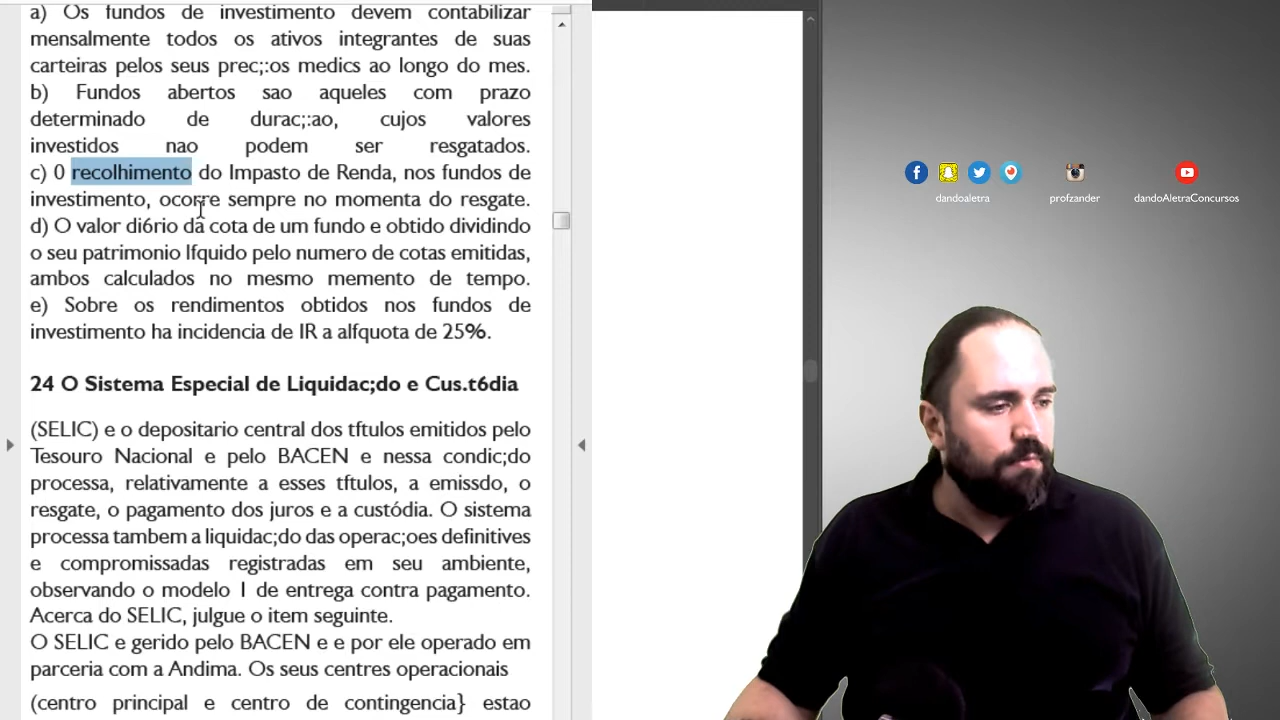 a) Os fundos de investimento devem contabilizar
mensalmente todos os ativos integrantes de suas
carteiras pelos seus prec;:os medics ao longo do mes.
b) Fundos abertos sao aqueles com prazo
determinado de durac;:ao, cujos valores
investidos nao podem ser resgatados.
c) 0 recolhimento do Impasto de Renda, nos fundos de
investimento, ocorre sempre no momenta do resgate.
d) O valor di6rio da cota de um fundo e obtido dividindo
o seu patrimonio lfquido pelo numero de cotas emitidas,
ambos calculados no mesmo memento de tempo.
e) Sobre os rendimentos obtidos nos fundos de
investimento ha incidencia de IR a alfquota de 25%.
24 O Sistema Especial de Liquidac;do e Cus.t6dia
(SELIC) e o depositario central dos tftulos emitidos pelo
Tesouro Nacional e pelo BACEN e nessa condic;do
processa, relativamente a esses tftulos, a emissdo, o
resgate, o pagamento dos juros e a custódia. O sistema
processa tambem a liquidac;do das operac;oes definitives
e compromissadas registradas em seu ambiente,
observando o modelo 1 de entrega contra pagamento.
Acerca do SELIC, julgue o item seguinte.
O SELIC e gerido pelo BACEN e e por ele operado em
parceria com a Andima. Os seus centres operacionais
(centro principal e centro de contingencia} estao
dandoaletra
profzander
dandoAletraConcursos